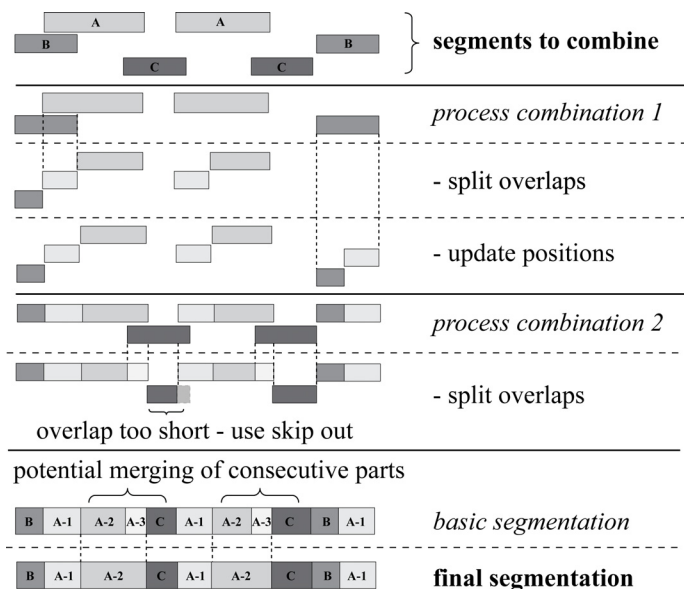 A A
B B segments to combine
C C
process combination 1
- split overlaps
- update positions
process combination 2
- split overlaps
overlap too short - use skip out
potential merging of consecutive parts
B A-1 A-2 A-3 C A-1 A-2 A-3 C B A-1 basic segmentation
B A-1 A-2 C A-1 A-2 C B A-1 final segmentation